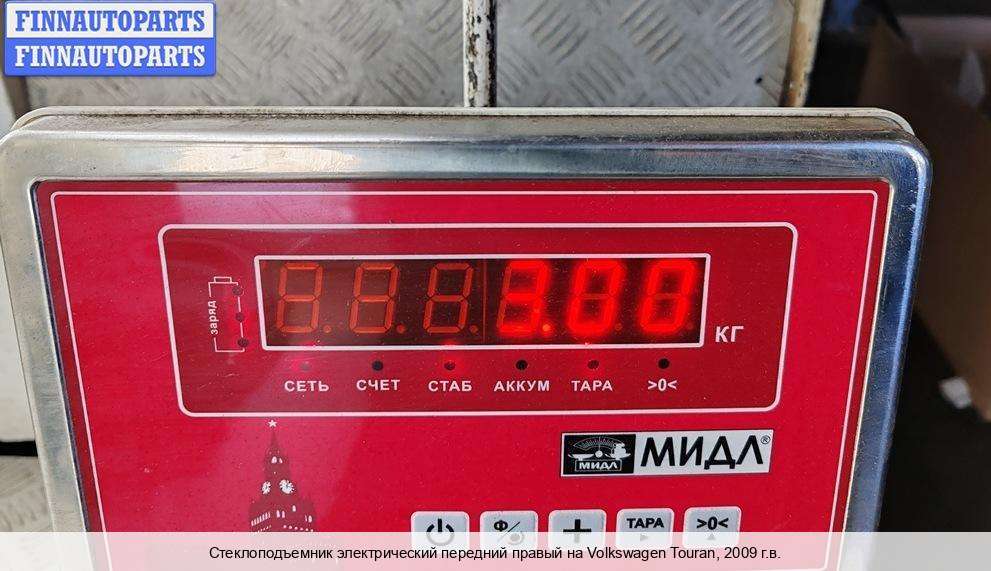 FINNAUTOPARTS
FINNAUTOPARTS
заряд
3.00
КГ
СЕТЬ СЧЕТ СТАБ АККУМ ТАРА >0<
МИДЛ МИДЛ®
Ф ТАРА >0<
Стеклоподъемник электрический передний правый на Volkswagen Touran, 2009 г.в.